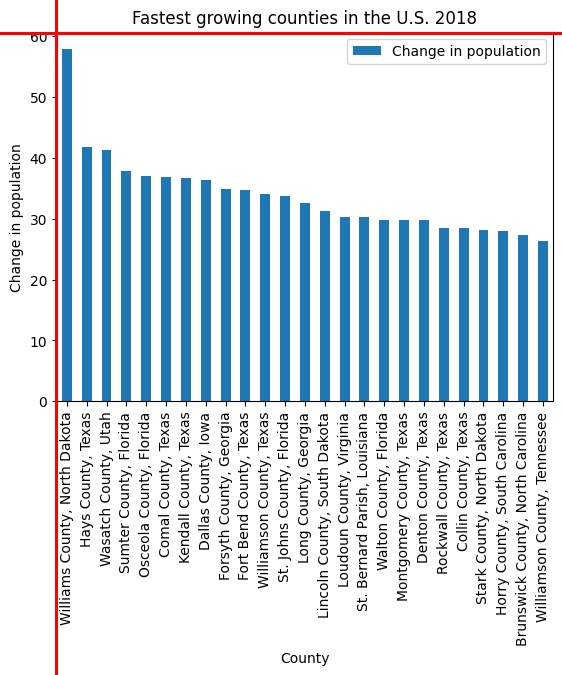 Fastest growing counties in the U.S. 2018
Change in population
Change in population
60
50
40
30
20
10
0
Williams County, North Dakota
Hays County, Texas
Wasatch County, Utah
Sumter County, Florida
Osceola County, Florida
Comal County, Texas
Kendall County, Texas
Dallas County, Iowa
Forsyth County, Georgia
Fort Bend County, Texas
Williamson County, Texas
St. Johns County, Florida
Long County, Georgia
Lincoln County, South Dakota
Loudoun County, Virginia
St. Bernard Parish, Louisiana
Walton County, Florida
Montgomery County, Texas
Denton County, Texas
Rockwall County, Texas
Collin County, Texas
Stark County, North Dakota
Horry County, South Carolina
Brunswick County, North Carolina
Williamson County, Tennessee
County